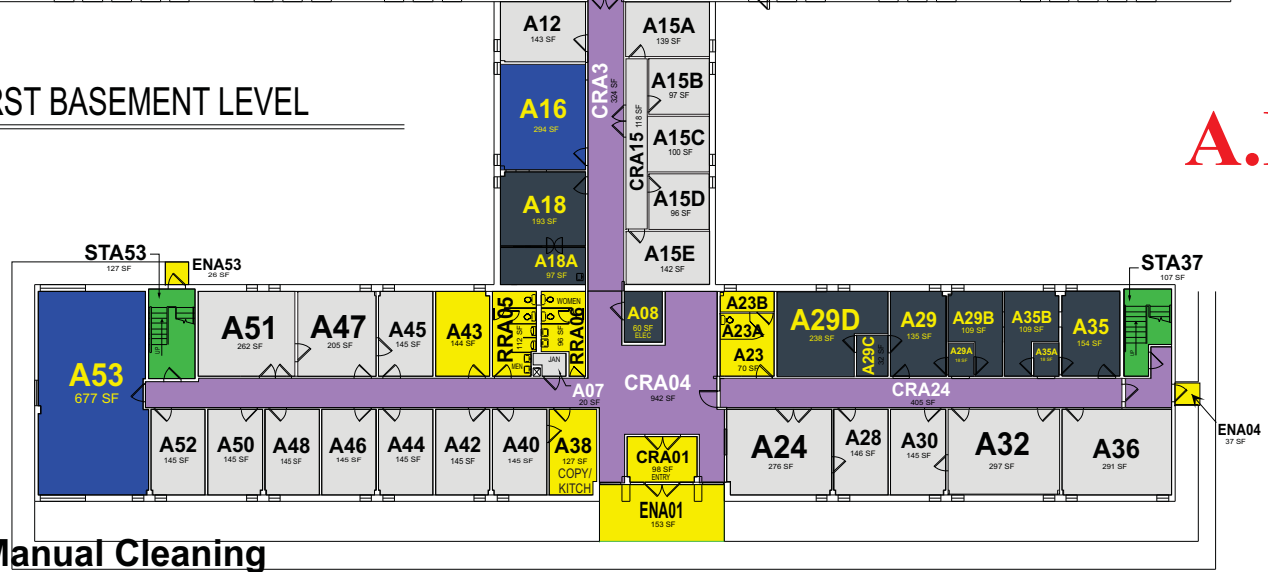 A12
143 SF
A15A
139 SF
CRA3
324 SF
A16
294 SF
A15B
97 SF
RST BASEMENT LEVEL
CRA15 118 SF
A15C
100 SF
A.
A18
193 SF
A15D
96 SF
A18A
97 SF
A15E
142 SF
STA53
127 SF
ENA53
26 SF
STA37
107 SF
A53
677 SF
UP
A51
262 SF
A47
205 SF
A45
145 SF
A43
144 SF
RRA05
112 SF
MEN
WOMEN
RRA06
96 SF
JAN
A07
20 SF
A08
60 SF
ELEC
A23B
A23A
A23
70 SF
A29D
238 SF
A29C
A29
135 SF
A29B
109 SF
A29A
18 SF
A35B
109 SF
A35A
18 SF
A35
154 SF
UP
CRA04
942 SF
CRA24
405 SF
ENA04
37 SF
A52
145 SF
A50
145 SF
A48
145 SF
A46
145 SF
A44
145 SF
A42
145 SF
A40
145 SF
A38
127 SF
COPY/
KITCH
CRA01
98 SF
ENTRY
ENA01
153 SF
A24
276 SF
A28
146 SF
A30
145 SF
A32
297 SF
A36
291 SF
Manual Cleaning